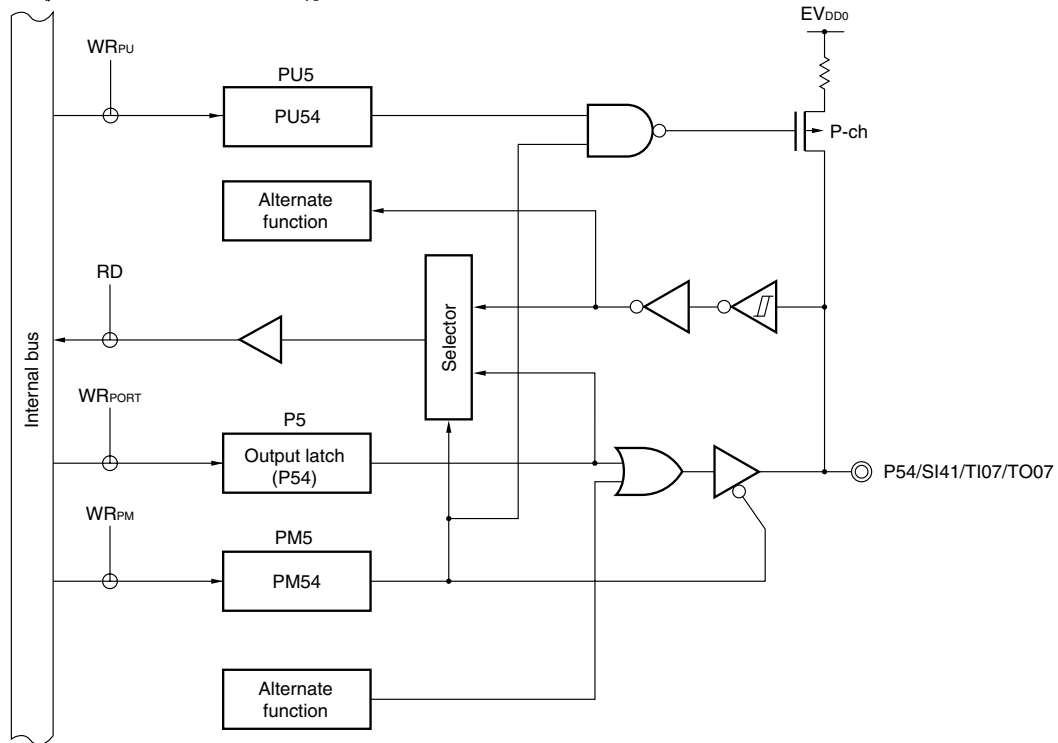 EVDD0
WRPU
PU5
PU54
P-ch
Alternate
function
RD
Selector
Internal bus
WRPORT
P5
Output latch
(P54)
P54/SI41/TI07/TO07
WRPM
PM5
PM54
Alternate
function